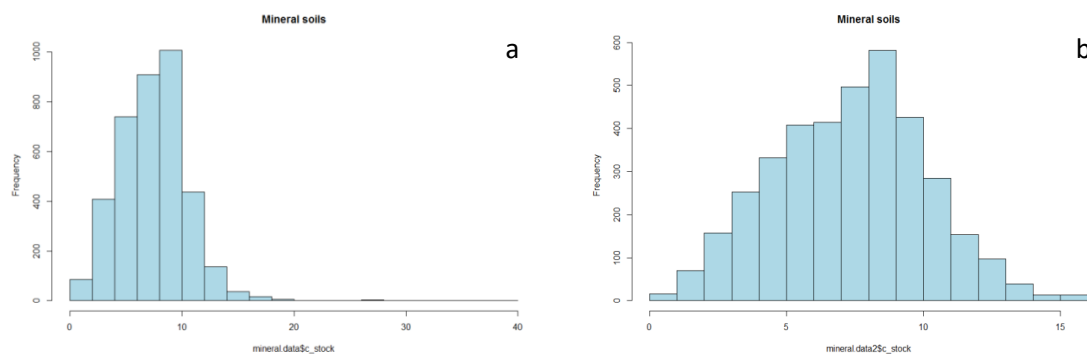 Mineral soils
a
1000
800
600
400
200
0
Frequency
0 10 20 30 40
mineral.data$c_stock
Mineral soils
b
600
500
400
300
200
100
0
Frequency
0 5 10 15
mineral.data2$c_stock